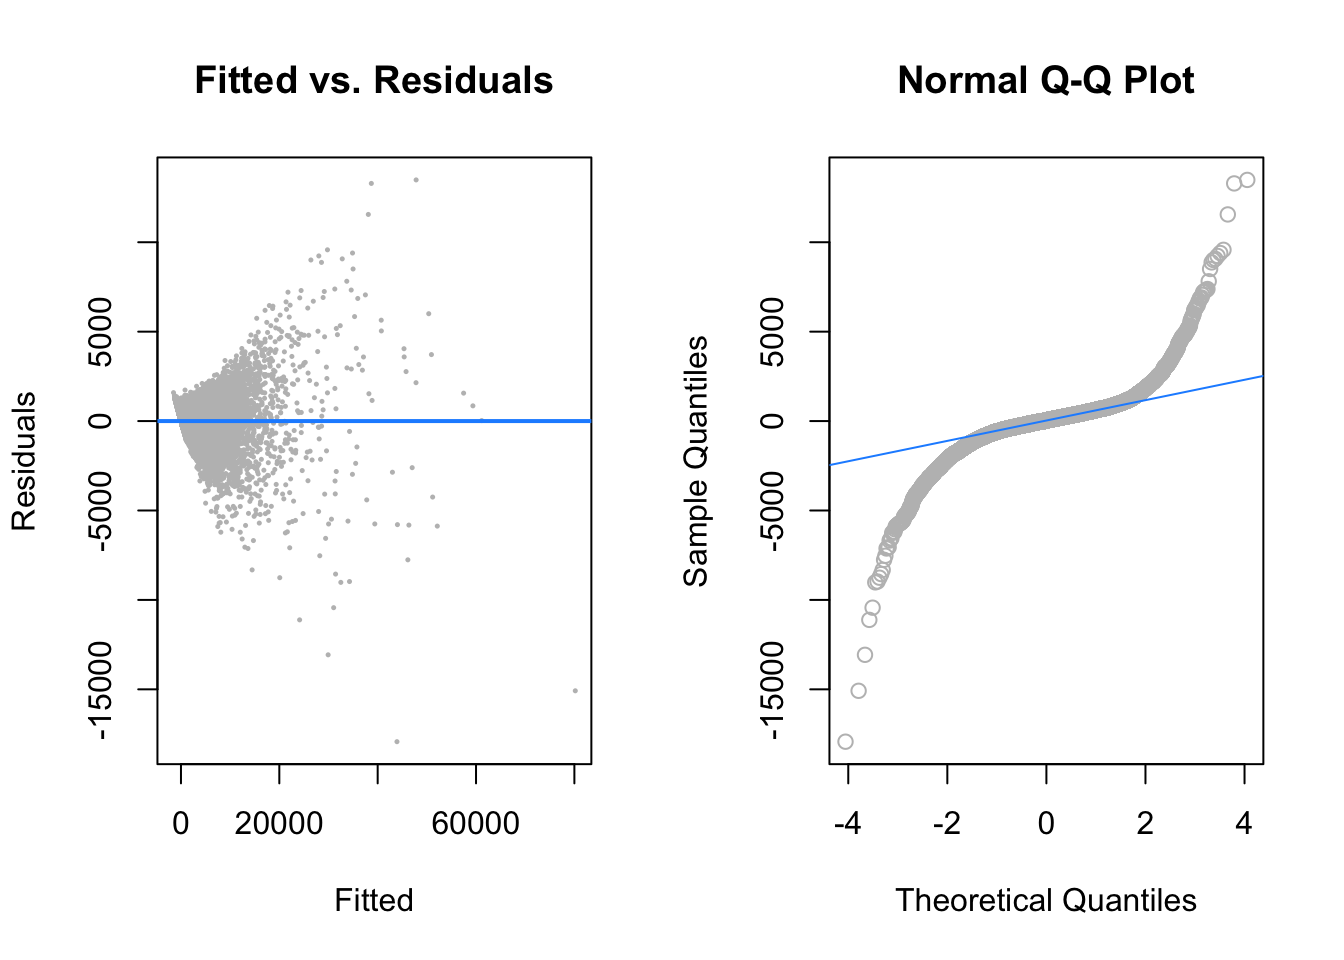 Fitted vs. Residuals
Residuals
5000
0
-5000
-15000
0 20000 60000
Fitted
Normal Q-Q Plot
Sample Quantiles
5000
0
-5000
-15000
-4 -2 0 2 4
Theoretical Quantiles